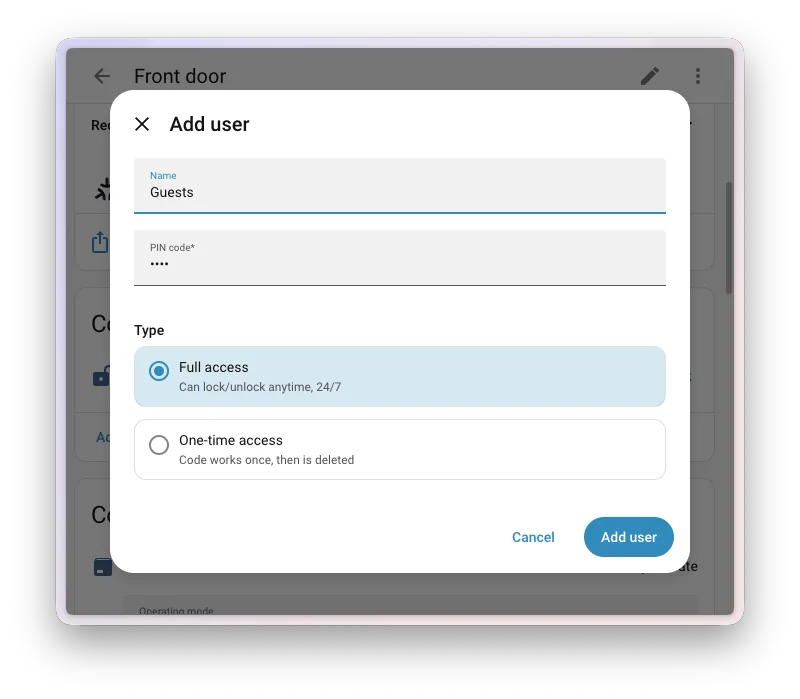 Front door
Add user
Name
Guests
PIN code*
••••
Type
Full access
Can lock/unlock anytime, 24/7
One-time access
Code works once, then is deleted
Cancel
Add user
Operating mode